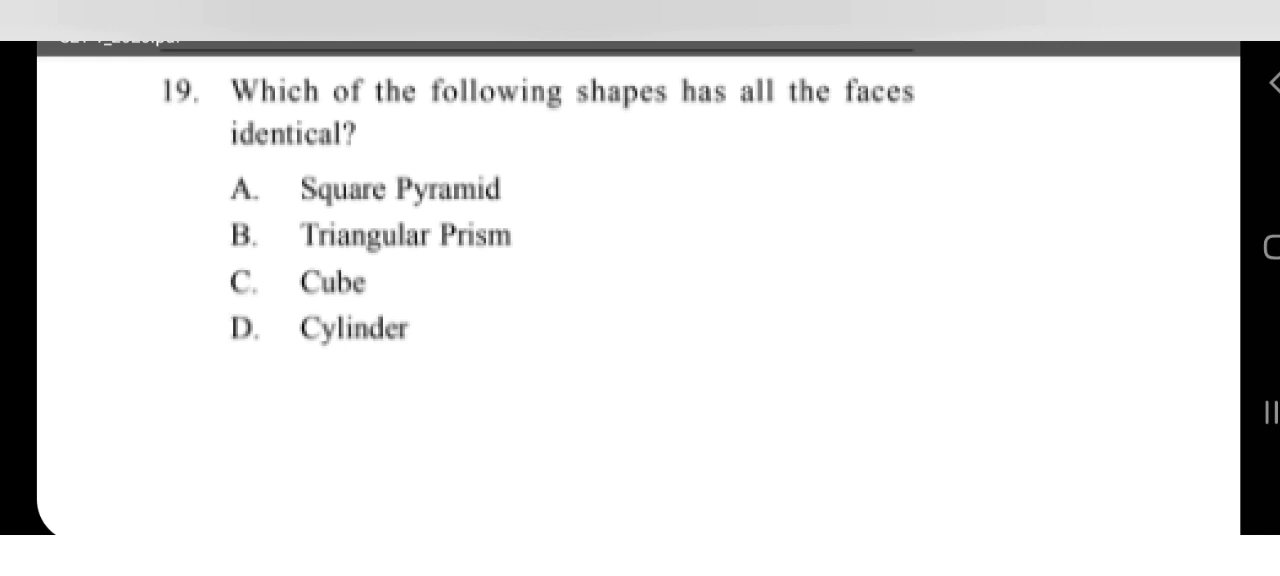 19. Which of the following shapes has all the faces
identical?
A. Square Pyramid
B. Triangular Prism
C. Cube
D. Cylinder